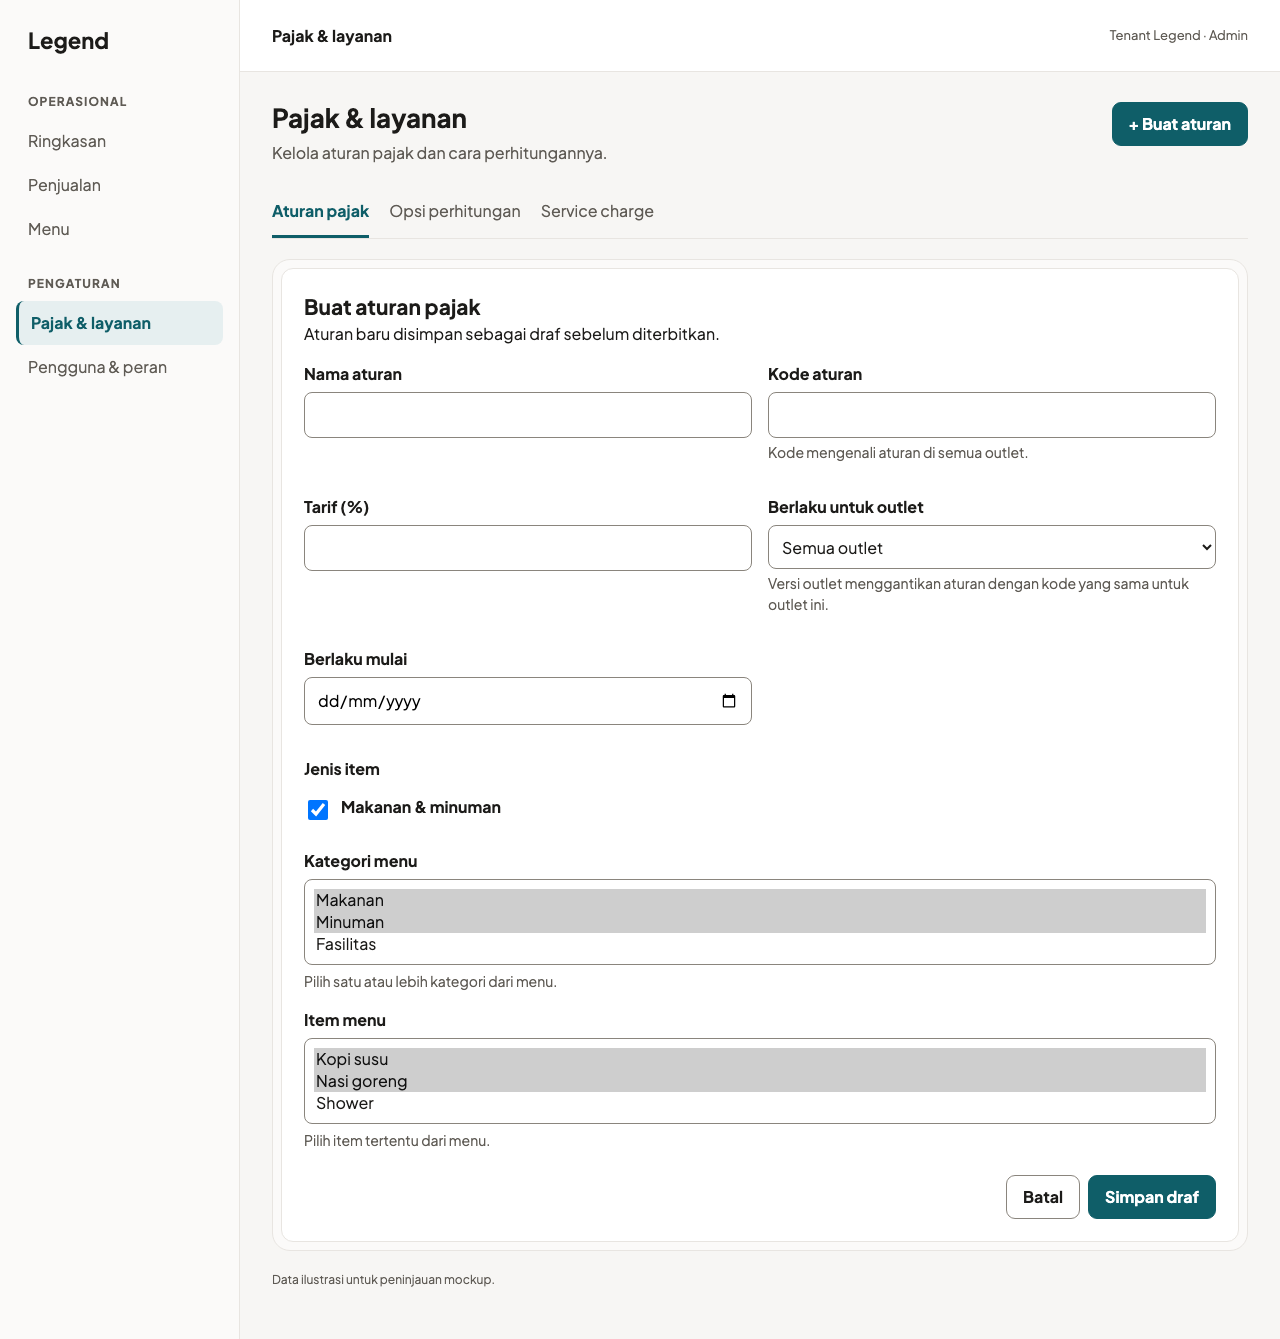 Legend
OPERASIONAL
Ringkasan
Penjualan
Menu
PENGATURAN
Pajak & layanan
Pengguna & peran
Pajak & layanan
Tenant Legend · Admin
Pajak & layanan
Kelola aturan pajak dan cara perhitungannya.
+ Buat aturan
Aturan pajak
Opsi perhitungan
Service charge
Buat aturan pajak
Aturan baru disimpan sebagai draf sebelum diterbitkan.
Nama aturan
Kode aturan
Kode mengenali aturan di semua outlet.
Tarif (%)
Berlaku untuk outlet
Semua outlet
Versi outlet menggantikan aturan dengan kode yang sama untuk
outlet ini.
Berlaku mulai
dd/mm/yyyy
Jenis item
Makanan & minuman
Kategori menu
Makanan
Minuman
Fasilitas
Pilih satu atau lebih kategori dari menu.
Item menu
Kopi susu
Nasi goreng
Shower
Pilih item tertentu dari menu.
Batal
Simpan draf
Data ilustrasi untuk peninjauan mockup.